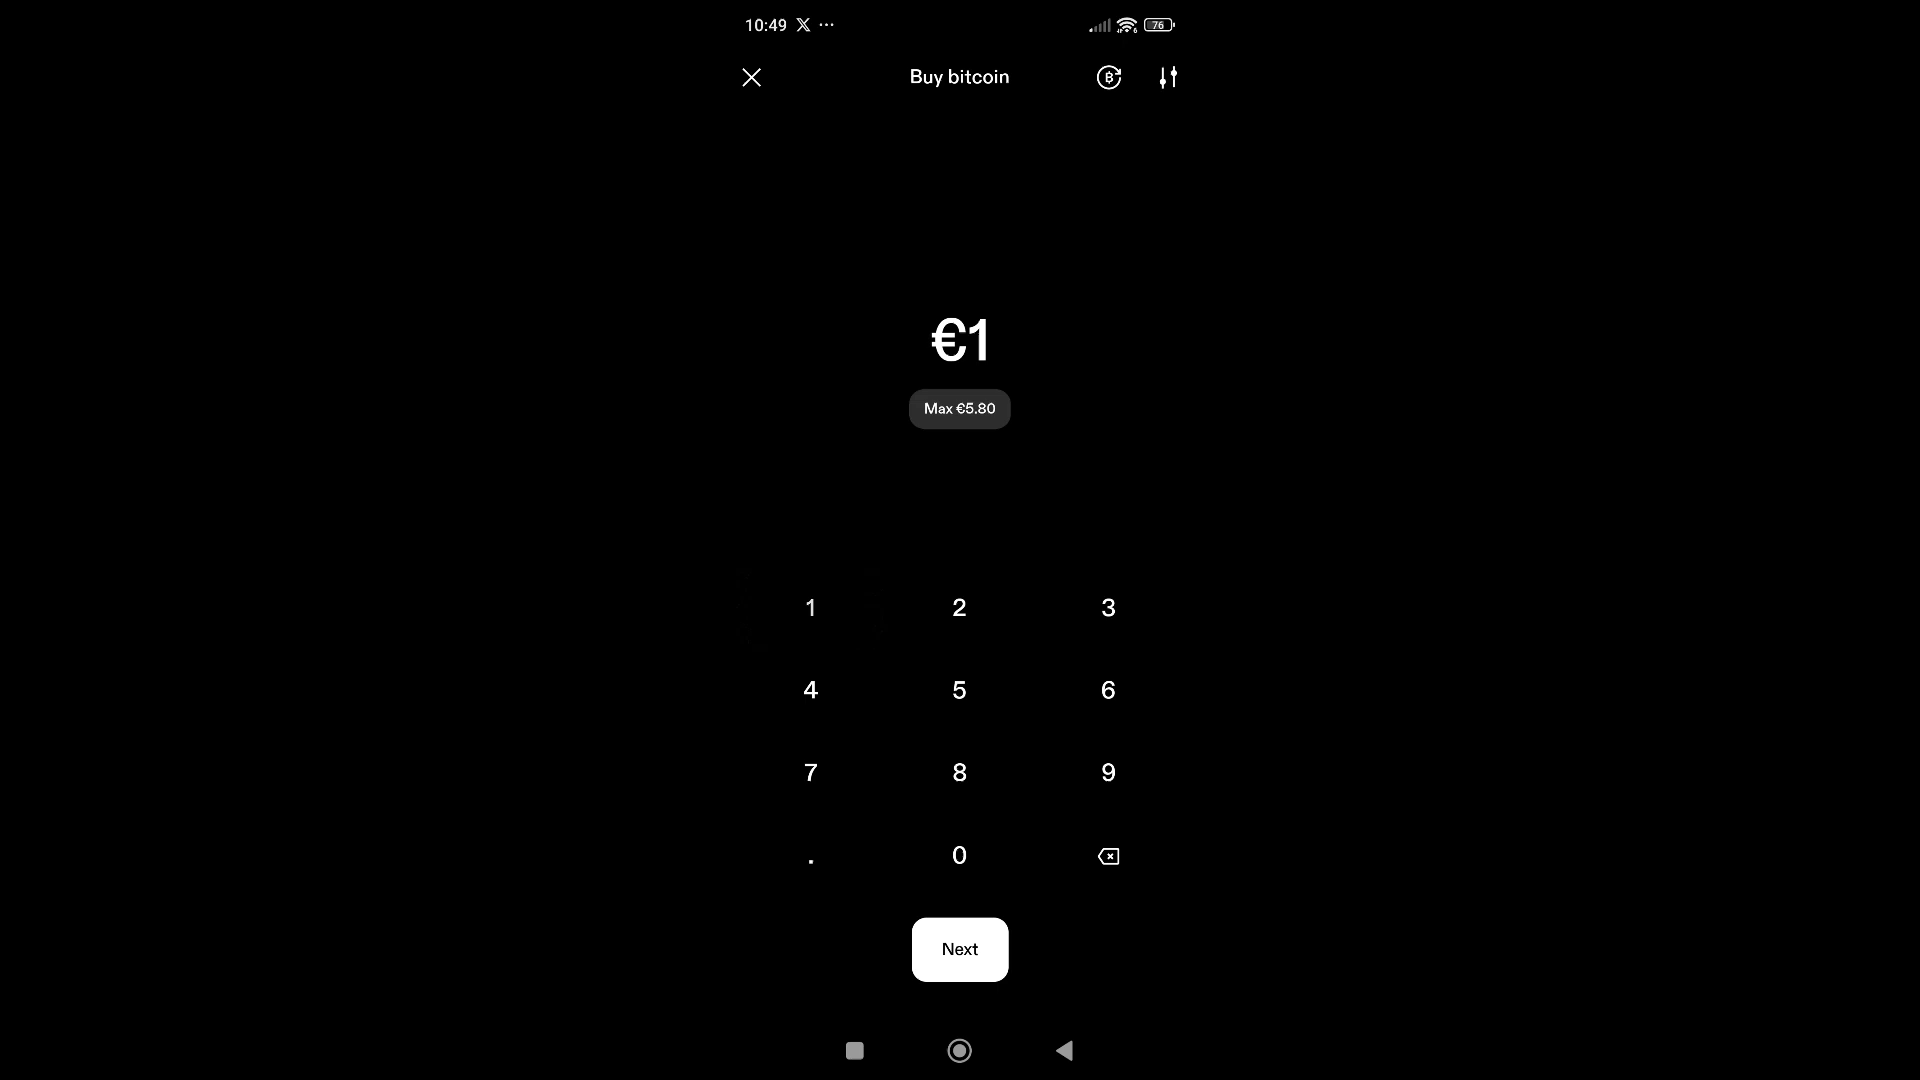 10:49 X ... 76
Buy bitcoin
€1
Max €5.80
1 2 3
4 5 6
7 8 9
. 0
Next